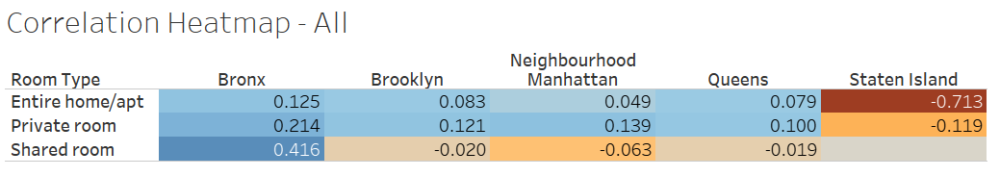 Correlation Heatmap - All
Neighbourhood
Room Type Bronx Brooklyn Manhattan Queens Staten Island
Entire home/apt 0.125 0.083 0.049 0.079 -0.713
Private room 0.214 0.121 0.139 0.100 -0.119
Shared room 0.416 -0.020 -0.063 -0.019